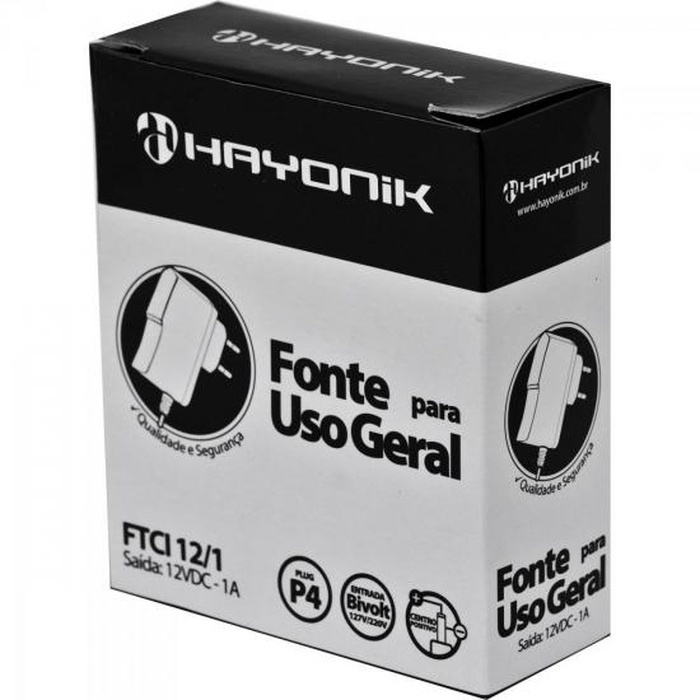 HAYONIK
HAYONIK
HAYONIK
www.hayonik.com.br
Fonte para
Uso Geral
✓Qualidade e Segurança
✓Qualidade e Segurança
FTCI 12/1
Saída: 12VDC - 1A
PLUG
P4
ENTRADA
Bivolt
127V/220V
+
CENTRO
POSITIVO
-
Fonte para
Uso Geral
Saída: 12VDC - 1A